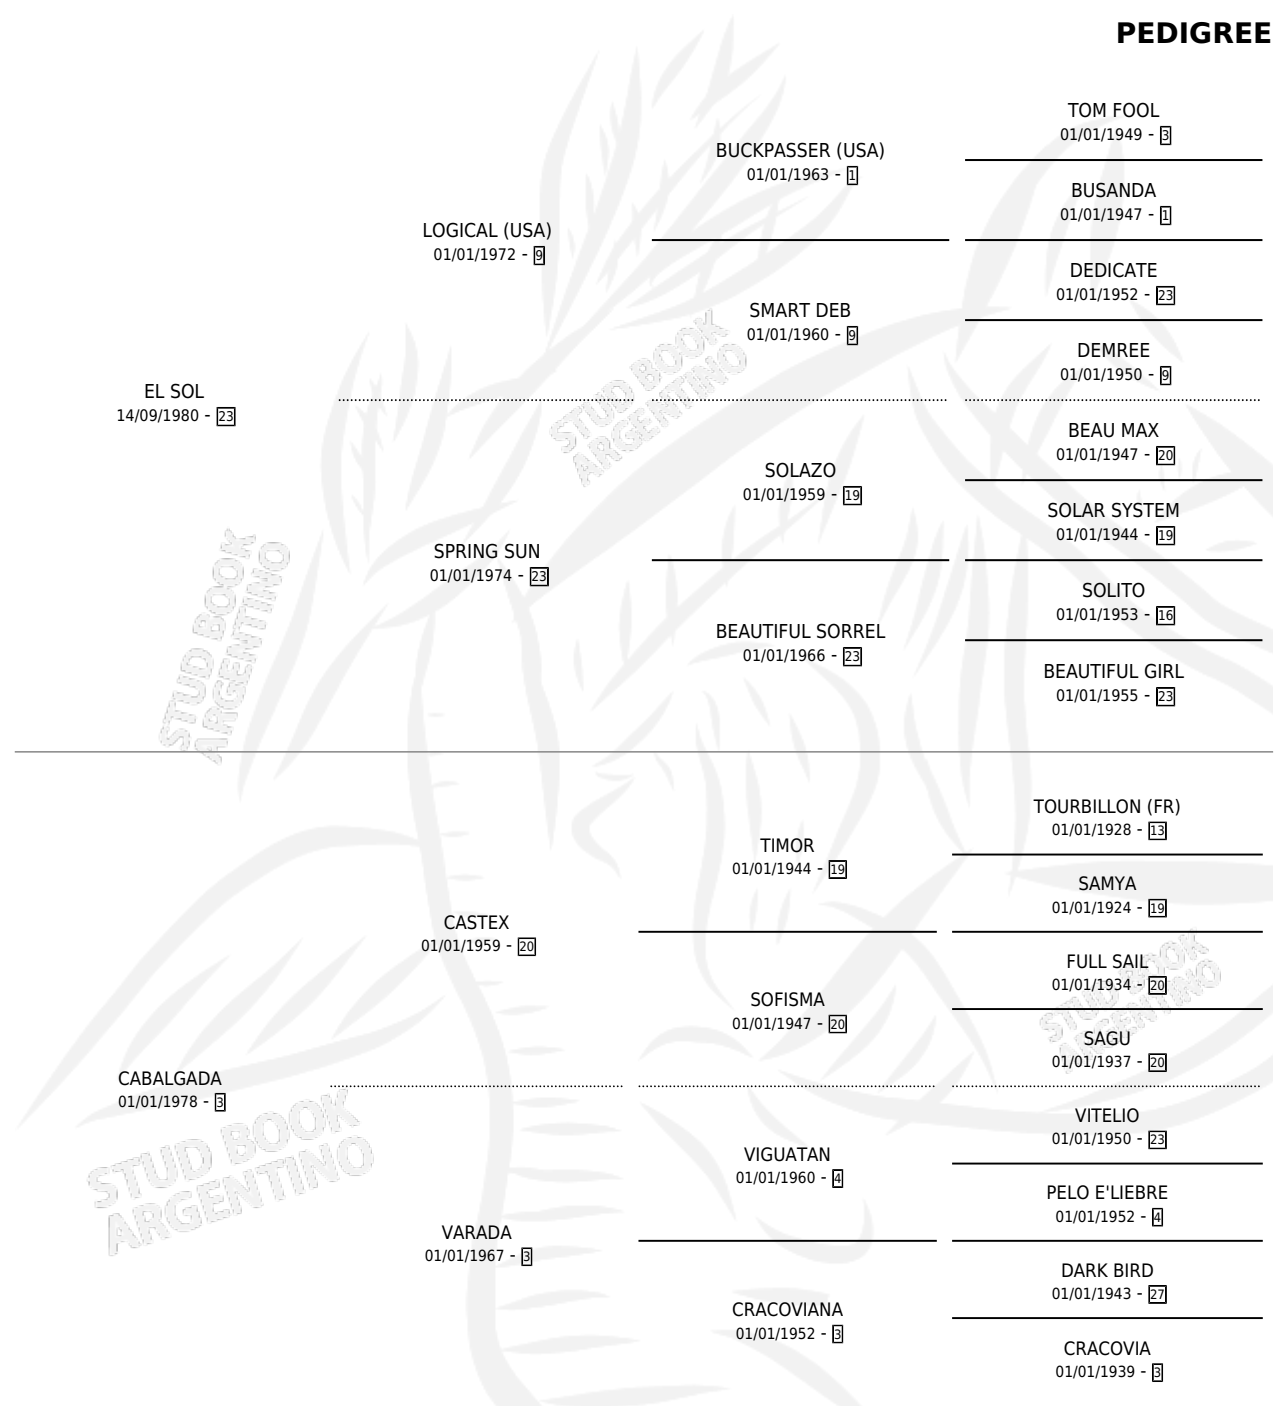 PEDIGREE
TOM FOOL
01/01/1949 - 3
BUCKPASSER (USA)
01/01/1963 - 1
BUSANDA
01/01/1947 - 1
LOGICAL (USA)
01/01/1972 - 9
DEDICATE
01/01/1952 - 23
SMART DEB
01/01/1960 - 9
DEMREE
01/01/1950 - 9
EL SOL
14/09/1980 - 23
BEAU MAX
01/01/1947 - 20
SOLAZO
01/01/1959 - 19
SOLAR SYSTEM
01/01/1944 - 19
SPRING SUN
01/01/1974 - 23
SOLITO
01/01/1953 - 16
BEAUTIFUL SORREL
01/01/1966 - 23
BEAUTIFUL GIRL
01/01/1955 - 23
TOURBILLON (FR)
01/01/1928 - 13
TIMOR
01/01/1944 - 19
SAMYA
01/01/1924 - 19
CASTEX
01/01/1959 - 20
FULL SAIL
01/01/1934 - 20
SOFISMA
01/01/1947 - 20
SAGU
01/01/1937 - 20
CABALGADA
01/01/1978 - 3
VITELIO
01/01/1950 - 23
VIGUATAN
01/01/1960 - 4
PELO E'LIEBRE
01/01/1952 - 4
VARADA
01/01/1967 - 3
DARK BIRD
01/01/1943 - 27
CRACOVIANA
01/01/1952 - 3
CRACOVIA
01/01/1939 - 3
STUD BOOK
ARGENTINO
STUD BOOK
ARGENTINO
STUD BOOK
ARGENTINO
STUD BOOK
ARGENTINO